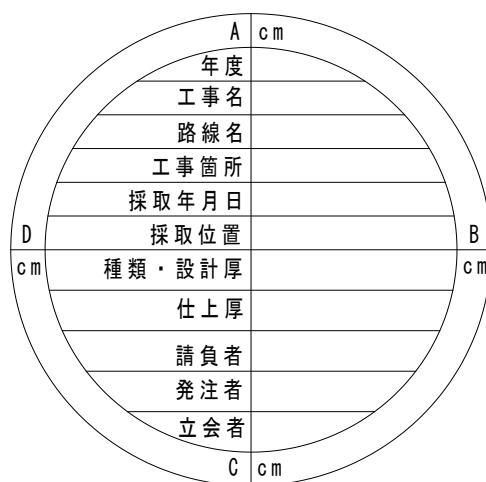 A cm
年度
工事名
路線名
工事箇所
採取年月日
D 採取位置 B
cm 種類・設計厚 cm
仕上厚
請負者
発注者
立会者
C cm